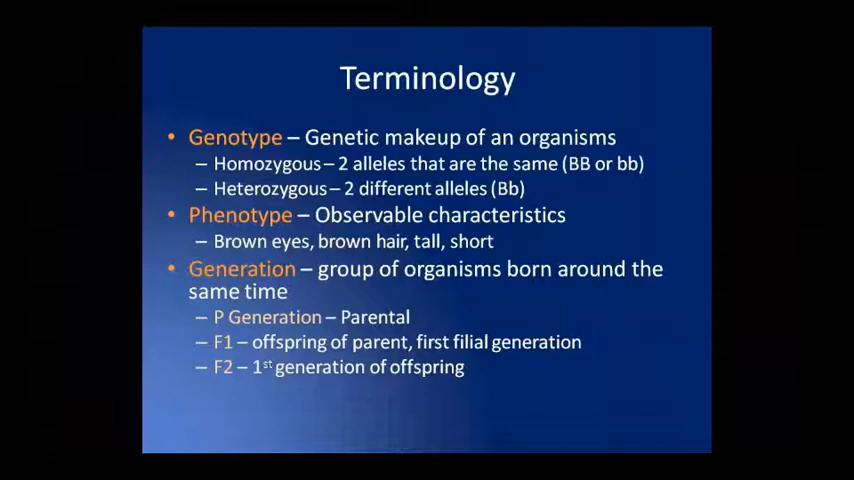 Terminology
• Genotype – Genetic makeup of an organisms
– Homozygous – 2 alleles that are the same (BB or bb)
– Heterozygous – 2 different alleles (Bb)
• Phenotype – Observable characteristics
– Brown eyes, brown hair, tall, short
• Generation – group of organisms born around the
same time
– P Generation – Parental
– F1 – offspring of parent, first filial generation
– F2 – 1st generation of offspring